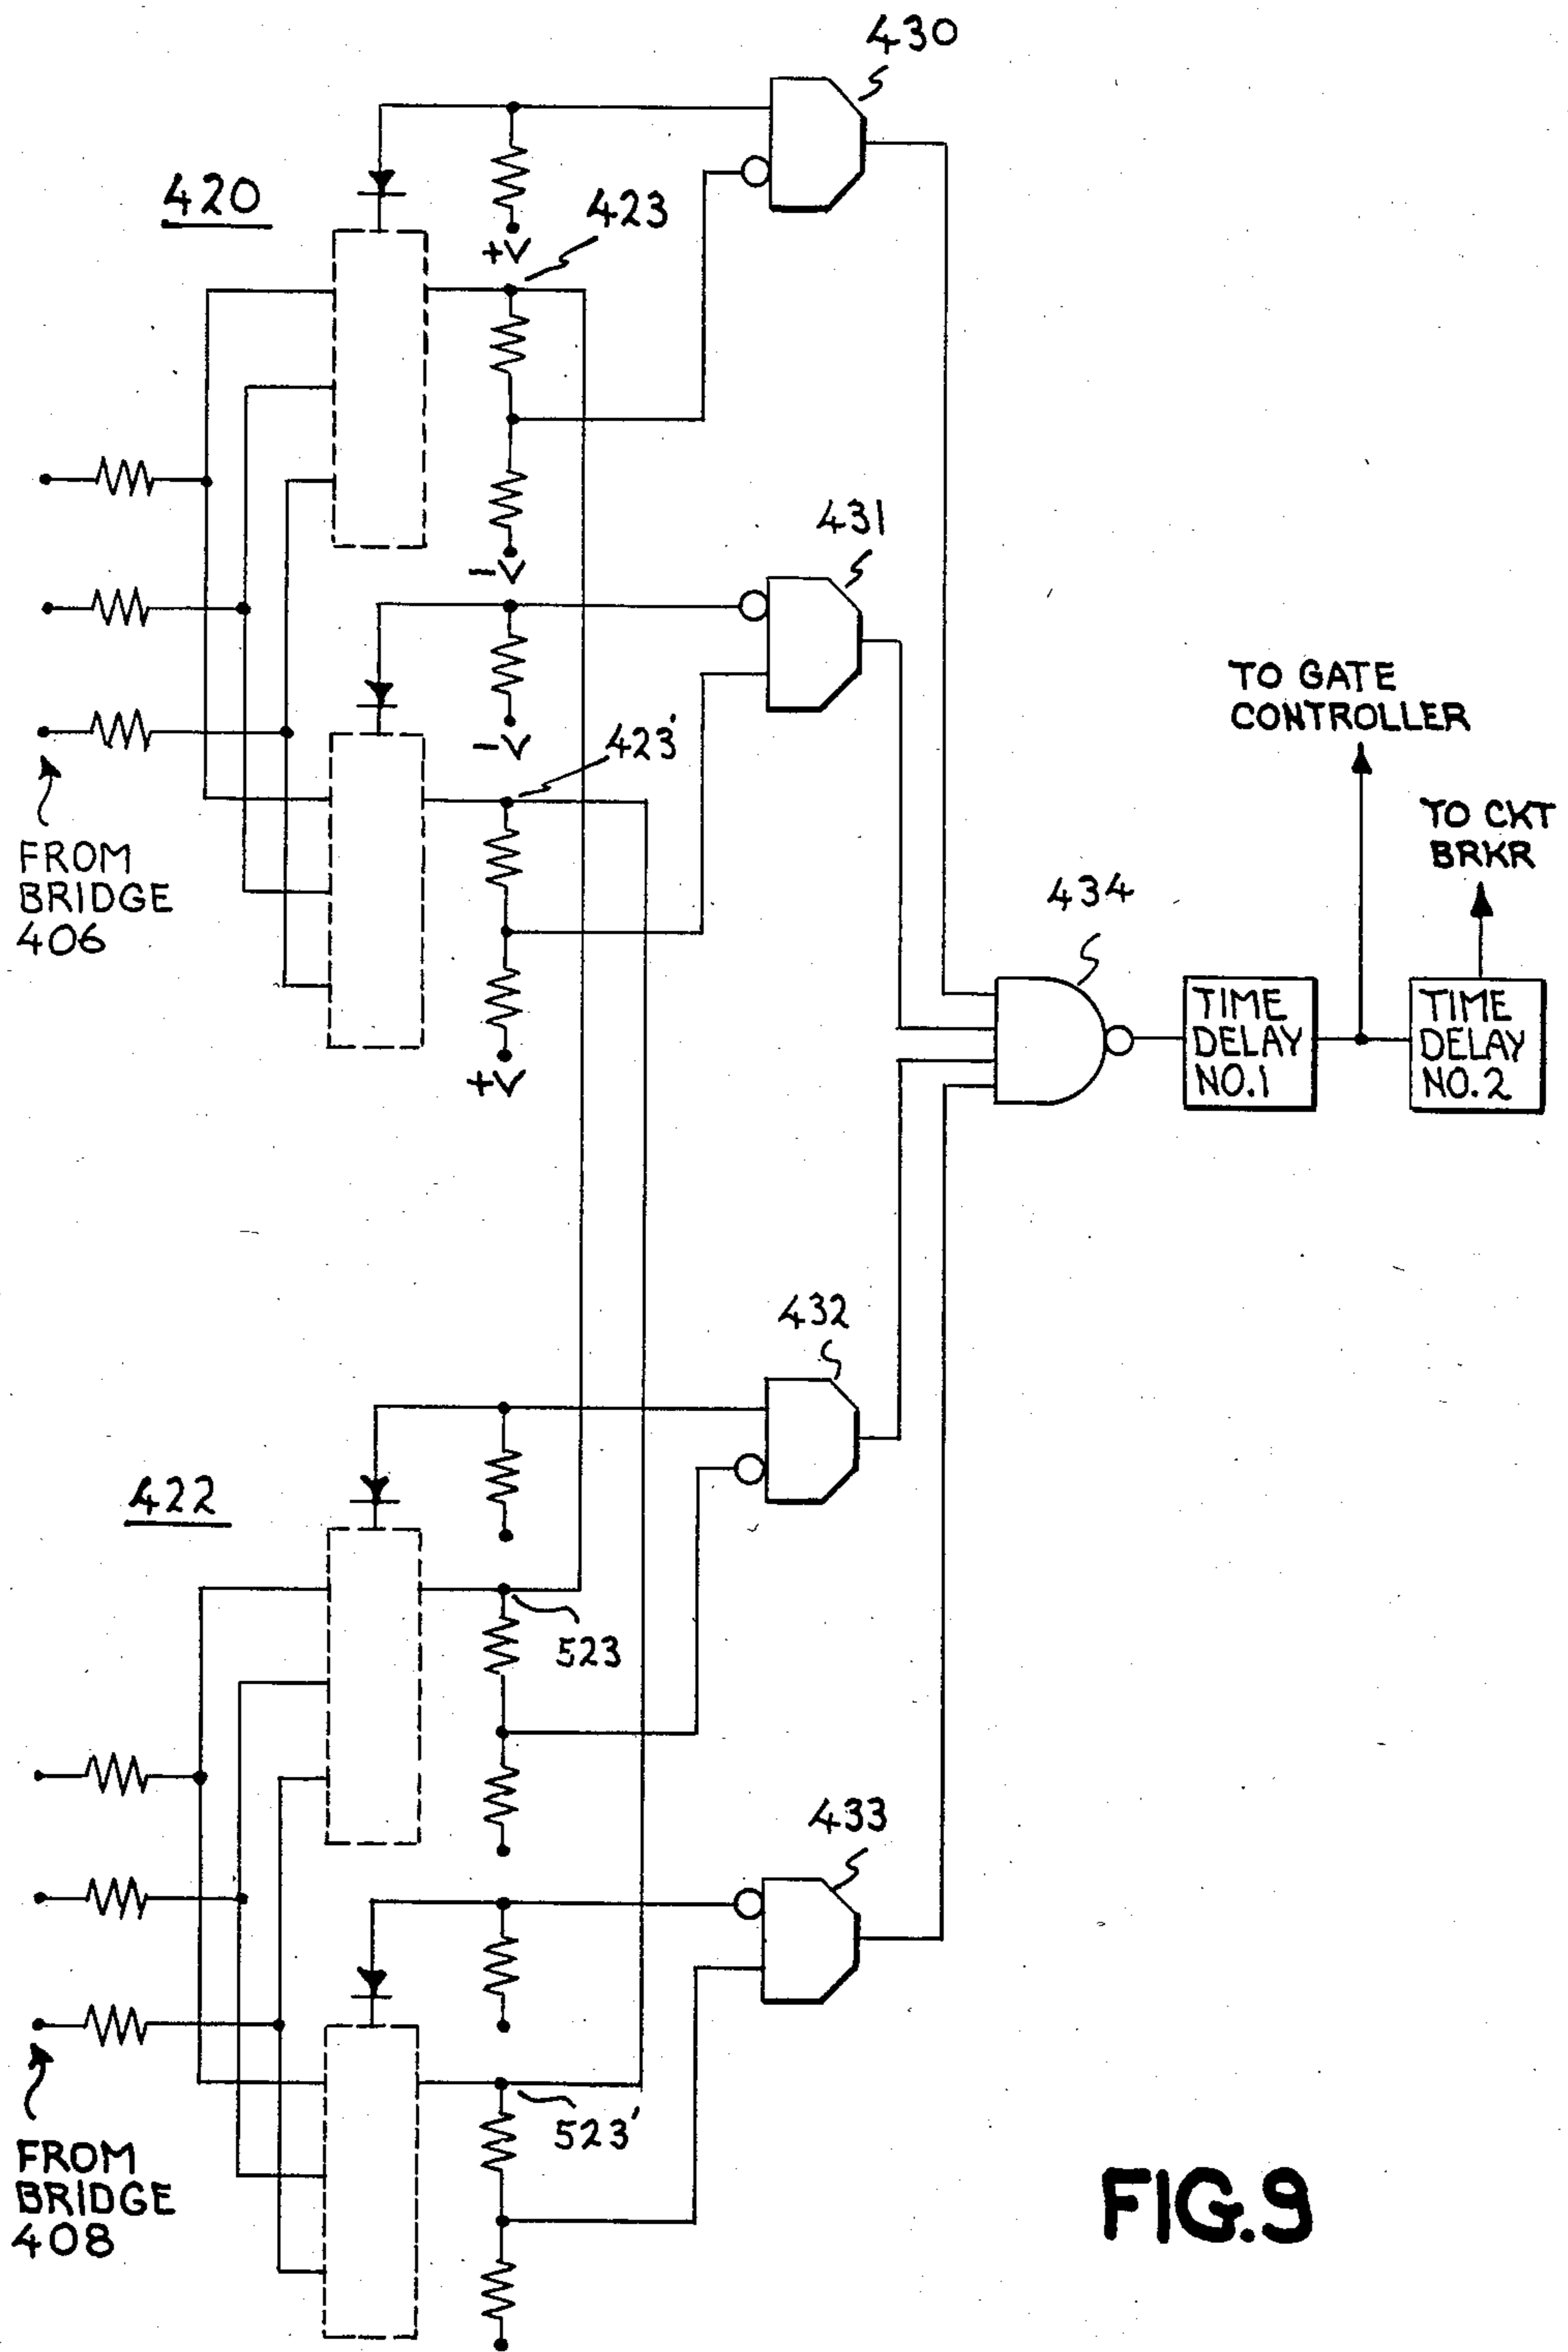 430
420
423
+V
-V
431
-V
423'
TO GATE
CONTROLLER
TO CKT
BRKR
FROM
BRIDGE
406
+V
434
TIME
DELAY
NO.1
TIME
DELAY
NO.2
432
422
523
433
523'
FROM
BRIDGE
408
FIG.9